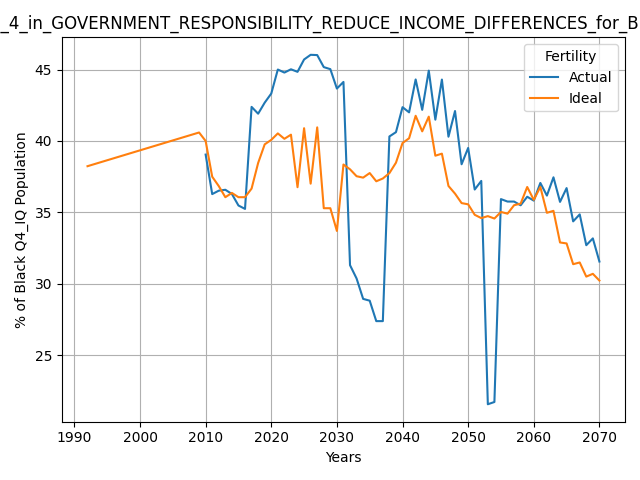 _4_in_GOVERNMENT_RESPONSIBILITY_REDUCE_INCOME_DIFFERENCES_for_B
Fertility
Actual
Ideal
% of Black Q4_IQ Population
45
40
35
30
25
1990 2000 2010 2020 2030 2040 2050 2060 2070
Years